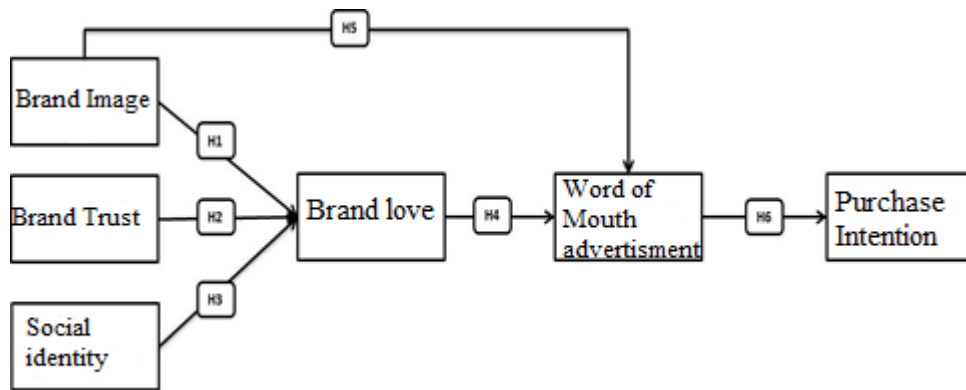 H5
Brand Image
H1
Brand Trust
H2
Brand love
H4
Word of
Mouth
advertisment
H6
Purchase
Intention
H3
Social
identity